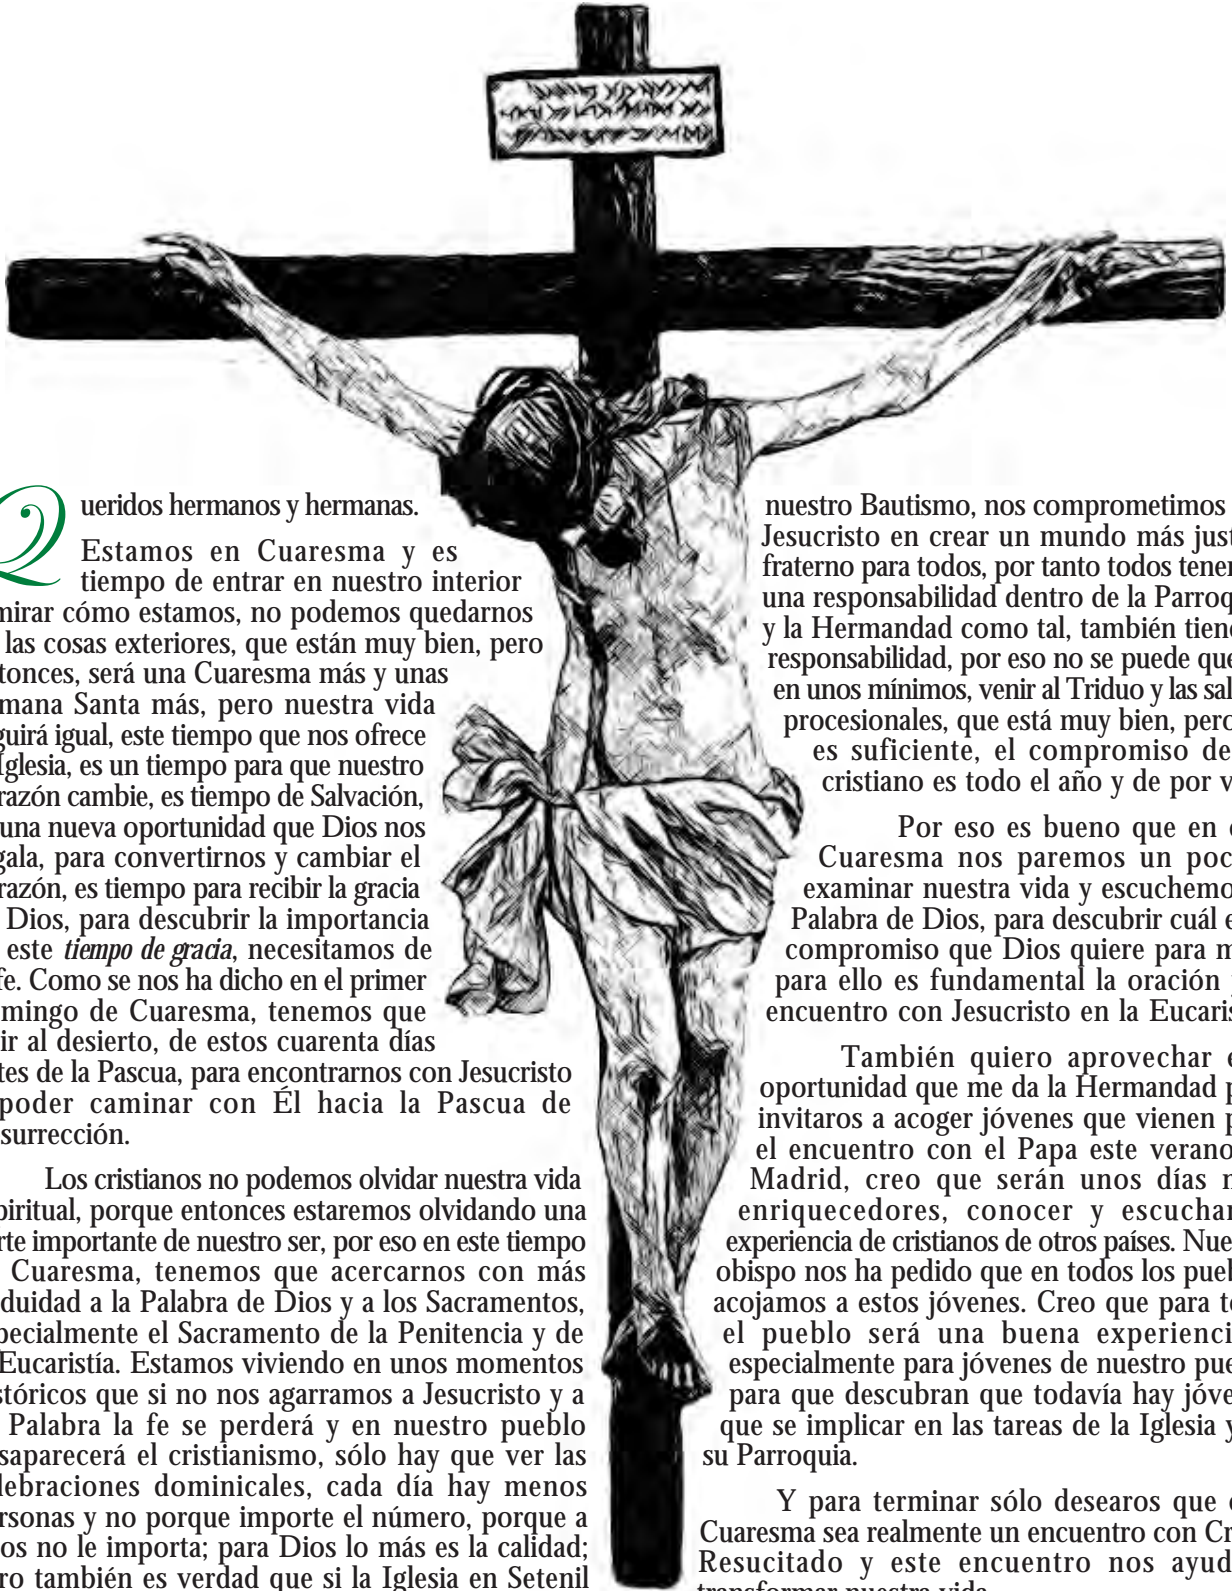 Queridos hermanos y hermanas.
Estamos en Cuaresma y es
tiempo de entrar en nuestro interior
mirar cómo estamos, no podemos quedarnos
las cosas exteriores, que están muy bien, pero
tonces, será una Cuaresma más y unas
mana Santa más, pero nuestra vida
guirá igual, este tiempo que nos ofrece
Iglesia, es un tiempo para que nuestro
razón cambie, es tiempo de Salvación,
una nueva oportunidad que Dios nos
gala, para convertirnos y cambiar el
razón, es tiempo para recibir la gracia
Dios, para descubrir la importancia
este tiempo de gracia, necesitamos de
fe. Como se nos ha dicho en el primer
mingo de Cuaresma, tenemos que
ir al desierto, de estos cuarenta días
tes de la Pascua, para encontrarnos con Jesucristo
poder caminar con Él hacia la Pascua de
surrección.
Los cristianos no podemos olvidar nuestra vida
piritual, porque entonces estaremos olvidando una
rte importante de nuestro ser, por eso en este tiempo
Cuaresma, tenemos que acercarnos con más
duidad a la Palabra de Dios y a los Sacramentos,
pecialmente el Sacramento de la Penitencia y de
Eucaristía. Estamos viviendo en unos momentos
stóricos que si no nos agarramos a Jesucristo y a
Palabra la fe se perderá y en nuestro pueblo
saparecerá el cristianismo, sólo hay que ver las
lebraciones dominicales, cada día hay menos
rsonas y no porque importe el número, porque a
os no le importa; para Dios lo más es la calidad;
ro también es verdad que si la Iglesia en Setenil
nuestro Bautismo, nos comprometimos
Jesucristo en crear un mundo más just
fraterno para todos, por tanto todos tener
una responsabilidad dentro de la Parroq
y la Hermandad como tal, también tiene
responsabilidad, por eso no se puede que
en unos mínimos, venir al Triduo y las sal
procesionales, que está muy bien, pero
es suficiente, el compromiso de
cristiano es todo el año y de por v
Por eso es bueno que en e
Cuaresma nos paremos un poc
examinar nuestra vida y escuchemo
Palabra de Dios, para descubrir cuál e
compromiso que Dios quiere para m
para ello es fundamental la oración y
encuentro con Jesucristo en la Eucaris
También quiero aprovechar e
oportunidad que me da la Hermandad p
invitaros a acoger jóvenes que vienen p
el encuentro con el Papa este verano
Madrid, creo que serán unos días m
enriquecedores, conocer y escuchar
experiencia de cristianos de otros países. Nue
obispo nos ha pedido que en todos los pueb
acojamos a estos jóvenes. Creo que para to
el pueblo será una buena experienci
especialmente para jóvenes de nuestro pue
para que descubran que todavía hay jóve
que se implicar en las tareas de la Iglesia y
su Parroquia.
Y para terminar sólo desearos que e
Cuaresma sea realmente un encuentro con Cr
Resucitado y este encuentro nos ayud
transformar nuestra vida